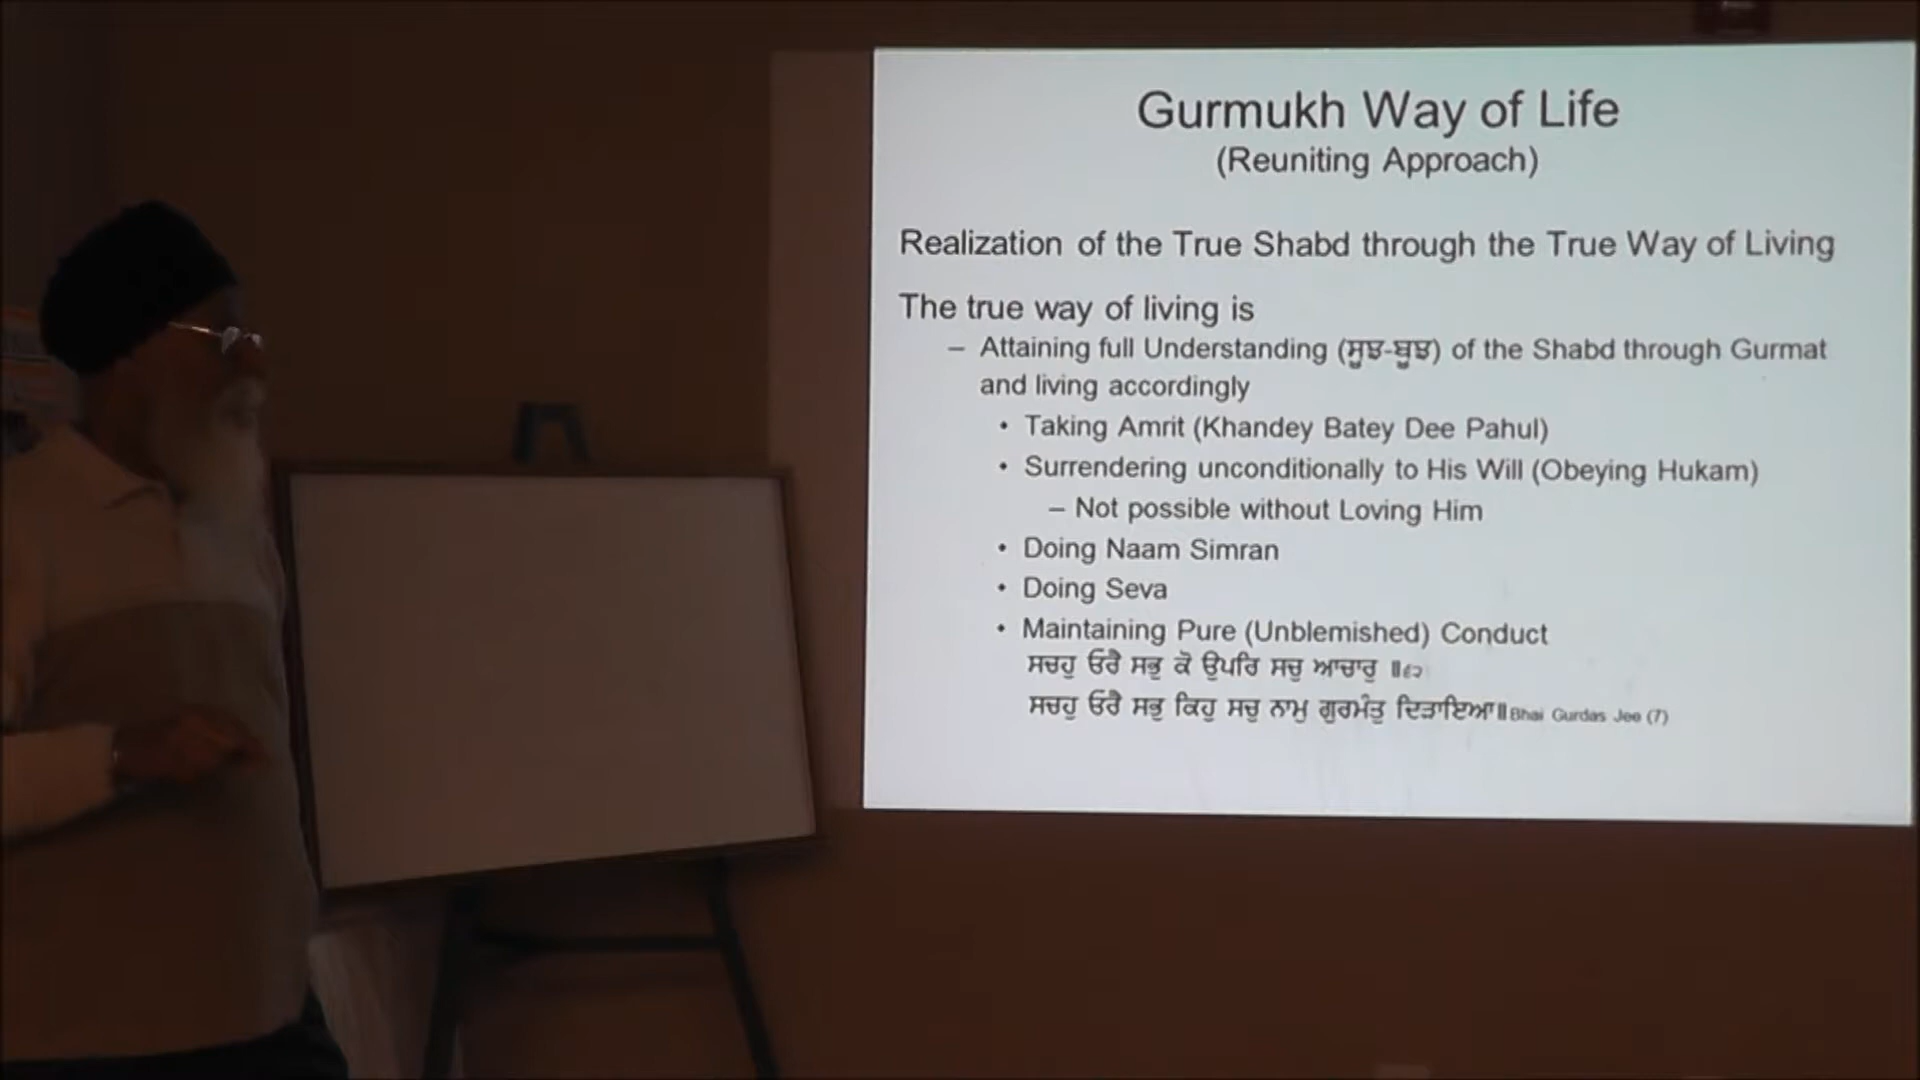 Gurmukh Way of Life
(Reuniting Approach)
Realization of the True Shabd through the True Way of Living
The true way of living is
– Attaining full Understanding (ਸੂਝ-ਬੂਝ) of the Shabd through Gurmat
and living accordingly
• Taking Amrit (Khandey Batey Dee Pahul)
• Surrendering unconditionally to His Will (Obeying Hukam)
– Not possible without Loving Him
• Doing Naam Simran
• Doing Seva
• Maintaining Pure (Unblemished) Conduct
ਸਚਹੁ ਓਰੈ ਸਭੁ ਕੋ ਉਪਰਿ ਸਚੁ ਆਚਾਰੁ ॥੬੨
ਸਚਹੁ ਓਰੈ ਸਭੁ ਕਿਹੁ ਸਚੁ ਨਾਮੁ ਗੁਰਮੰਤੁ ਦਿੜਾਇਆ॥ Bhai Gurdas Jee (7)